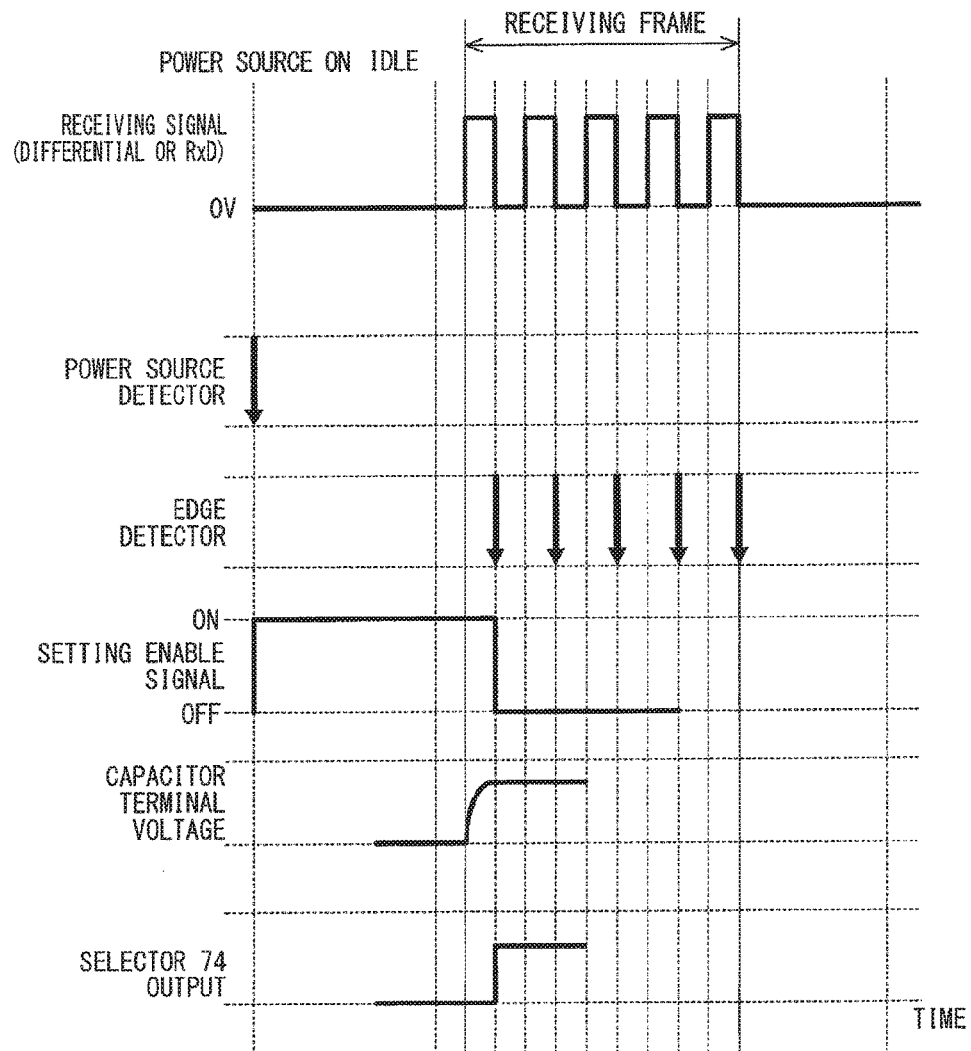 RECEIVING FRAME
POWER SOURCE ON IDLE
RECEIVING SIGNAL
(DIFFERENTIAL OR RxD)
0V
POWER SOURCE
DETECTOR
EDGE
DETECTOR
ON
SETTING ENABLE
SIGNAL
OFF
CAPACITOR
TERMINAL
VOLTAGE
SELECTOR 74
OUTPUT
TIME